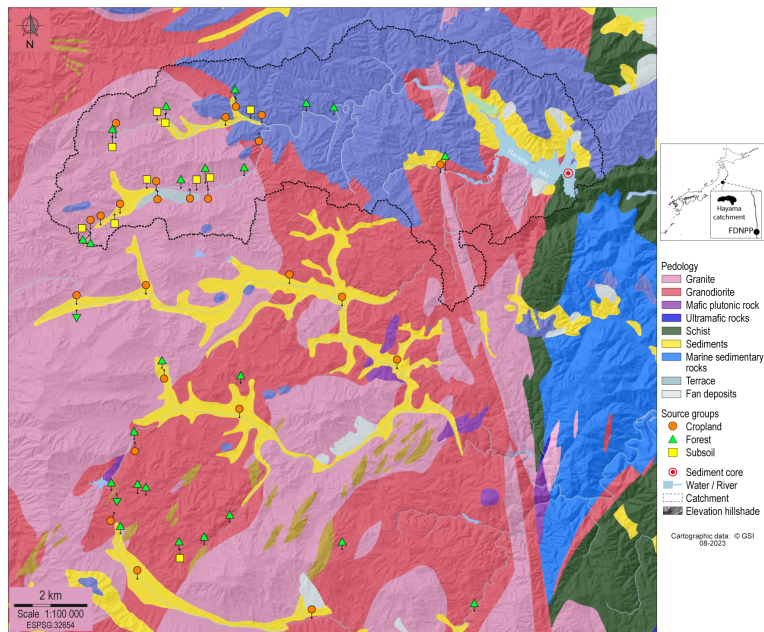 N
Hayama lake
2 km
Scale 1:100 000
ESPSG:32654
Hayama
catchment
FDNPP
Pedology
Granite
Granodiorite
Mafic plutonic rock
Ultramafic rocks
Schist
Sediments
Marine sedimentary
rocks
Terrace
Fan deposits
Source groups
Cropland
Forest
Subsoil
Sediment core
Water / River
Catchment
Elevation hillshade
Cartographic data: © GSI
08-2023